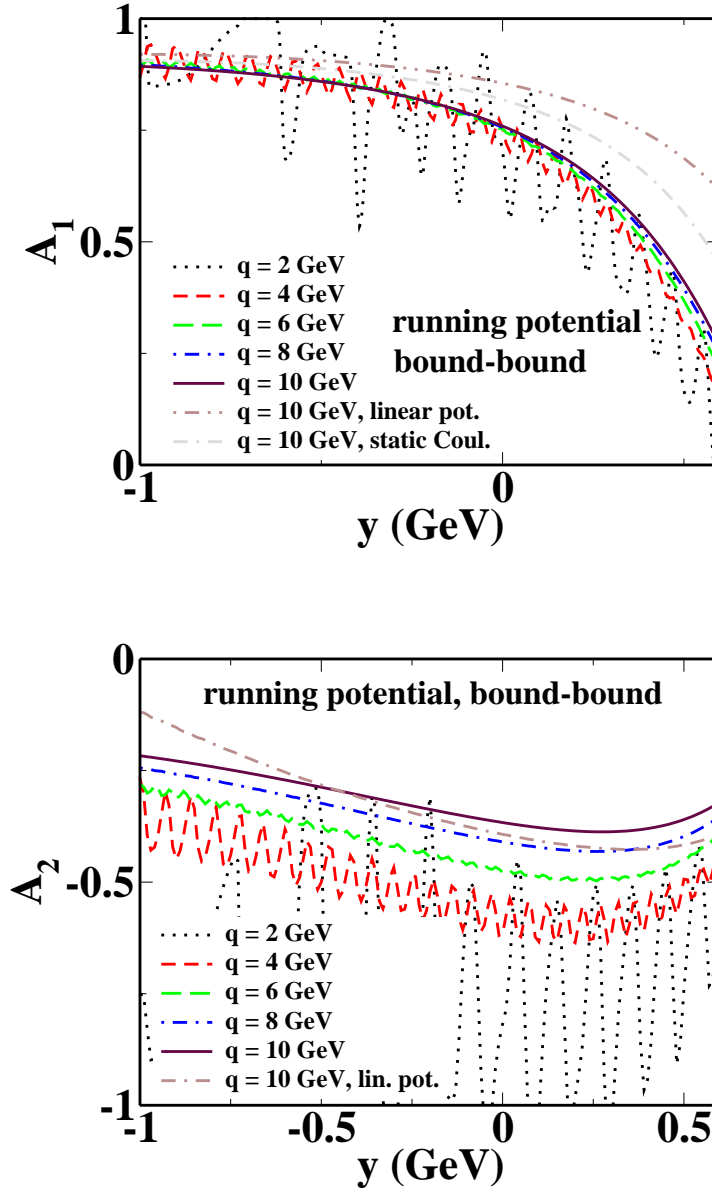 1
A1
0.5
q = 2 GeV
q = 4 GeV
q = 6 GeV
q = 8 GeV
q = 10 GeV
q = 10 GeV, linear pot.
q = 10 GeV, static Coul.
running potential
bound-bound
0
-1
0
y (GeV)
0
running potential, bound-bound
A2
-0.5
q = 2 GeV
q = 4 GeV
q = 6 GeV
q = 8 GeV
q = 10 GeV
q = 10 GeV, lin. pot.
-1
-1
-0.5
0
0.5
y (GeV)